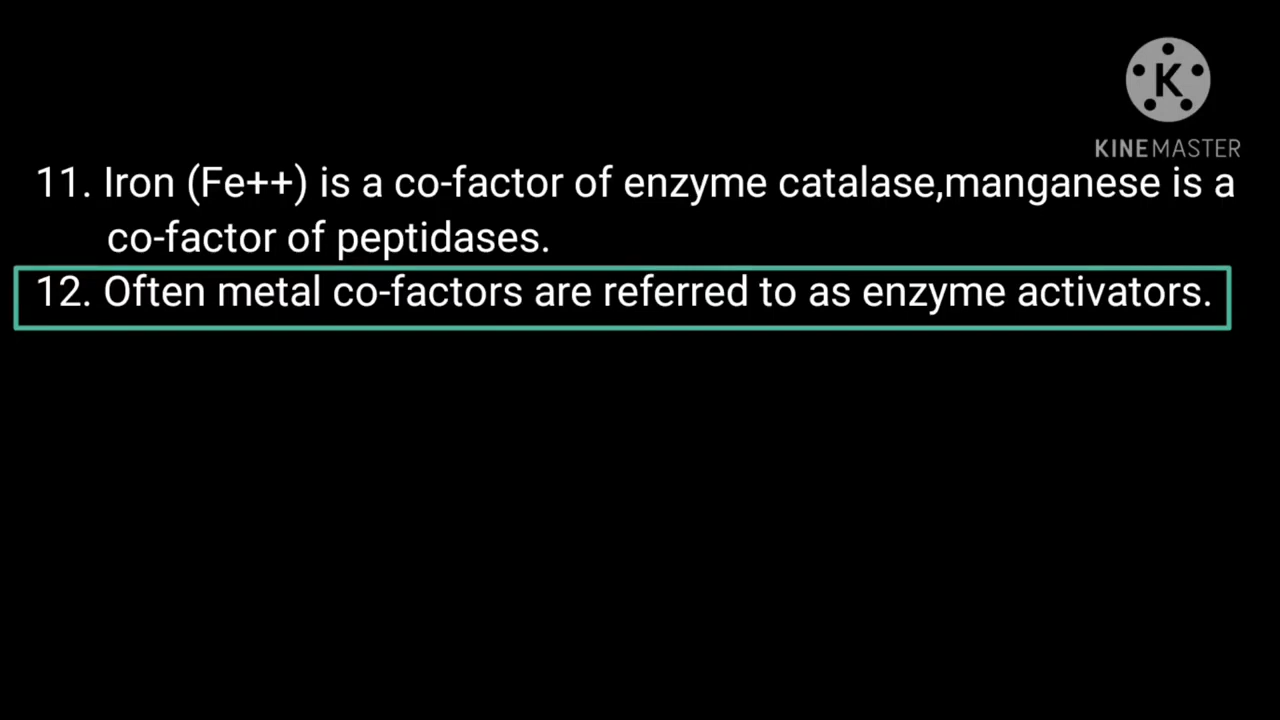 K
KINEMASTER
11. Iron (Fe++) is a co-factor of enzyme catalase,manganese is a
co-factor of peptidases.
12. Often metal co-factors are referred to as enzyme activators.